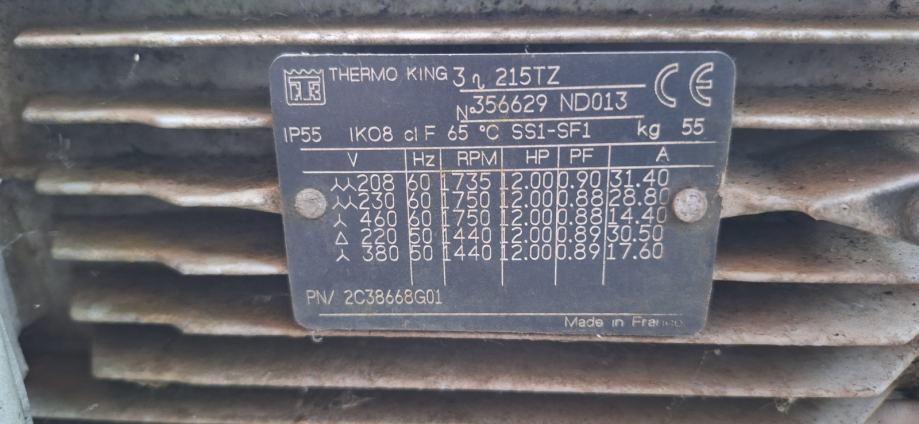 THERMO KING 3~ 215TZ
№ 356629 ND013
IP55 IK08 cl F 65 °C SS1-SF1 kg 55
V Hz RPM HP PF A
⅄⅄ 208 60 1735 12.00 0.90 31.40
⅄⅄ 230 60 1750 12.00 0.88 28.80
⅄ 460 60 1750 12.00 0.88 14.40
Δ 220 50 1440 12.00 0.89 30.50
⅄ 380 50 1440 12.00 0.89 17.60
PN/ 2C38668G01
Made in France